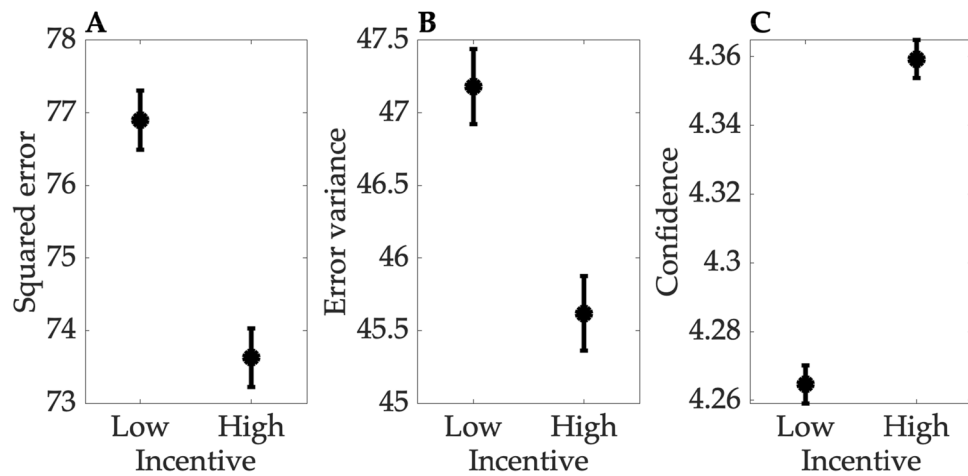 A
Squared error
78
77
76
75
74
73
Low High
Incentive
B
Error variance
47.5
47
46.5
46
45.5
45
Low High
Incentive
C
Confidence
4.36
4.34
4.32
4.3
4.28
4.26
Low High
Incentive